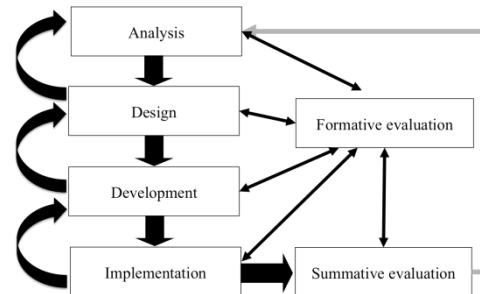 Analysis
Design
Formative evaluation
Development
Implementation
Summative evaluation